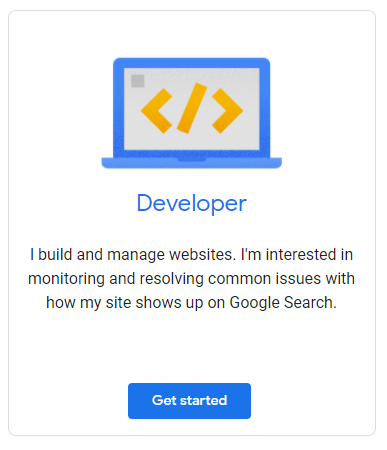 </>
Developer
I build and manage websites. I'm interested in
monitoring and resolving common issues with
how my site shows up on Google Search.
Get started